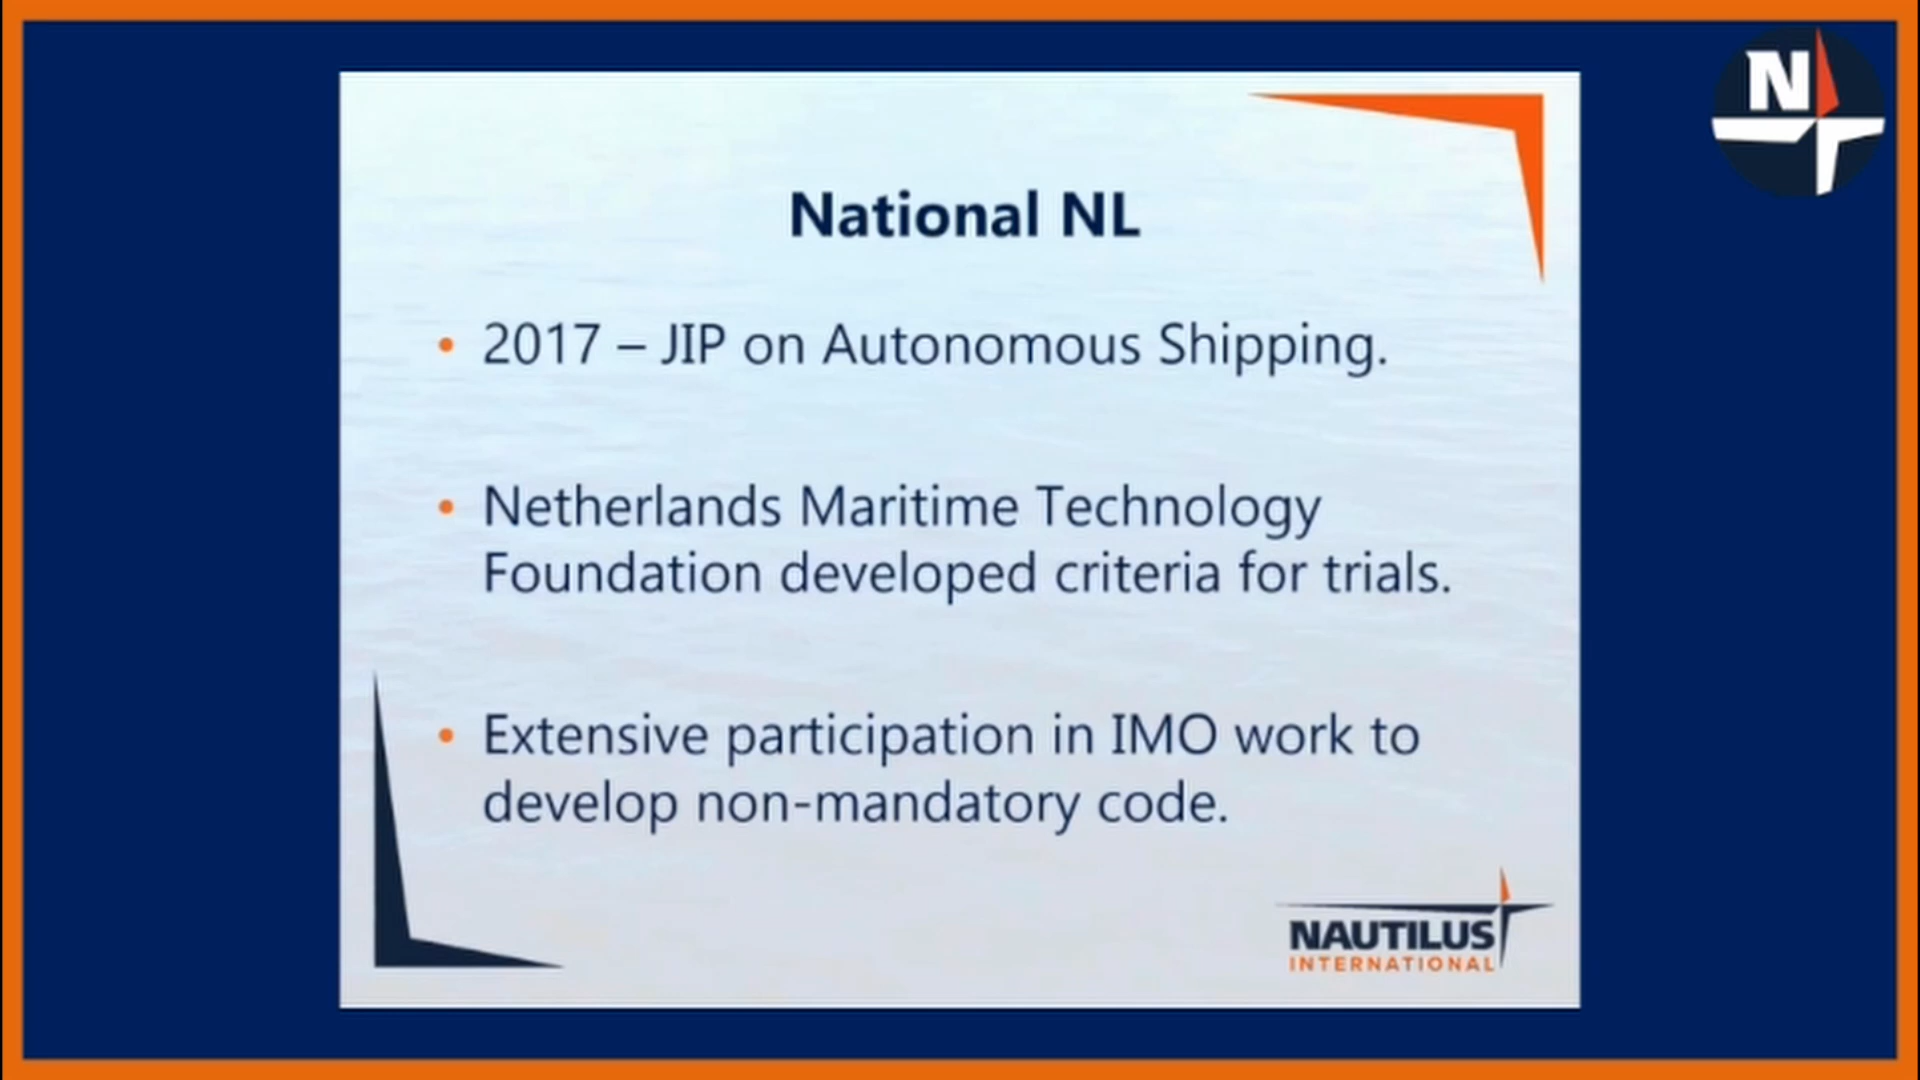 N
National NL
• 2017 – JIP on Autonomous Shipping.
• Netherlands Maritime Technology
Foundation developed criteria for trials.
• Extensive participation in IMO work to
develop non-mandatory code.
NAUTILUS
INTERNATIONAL